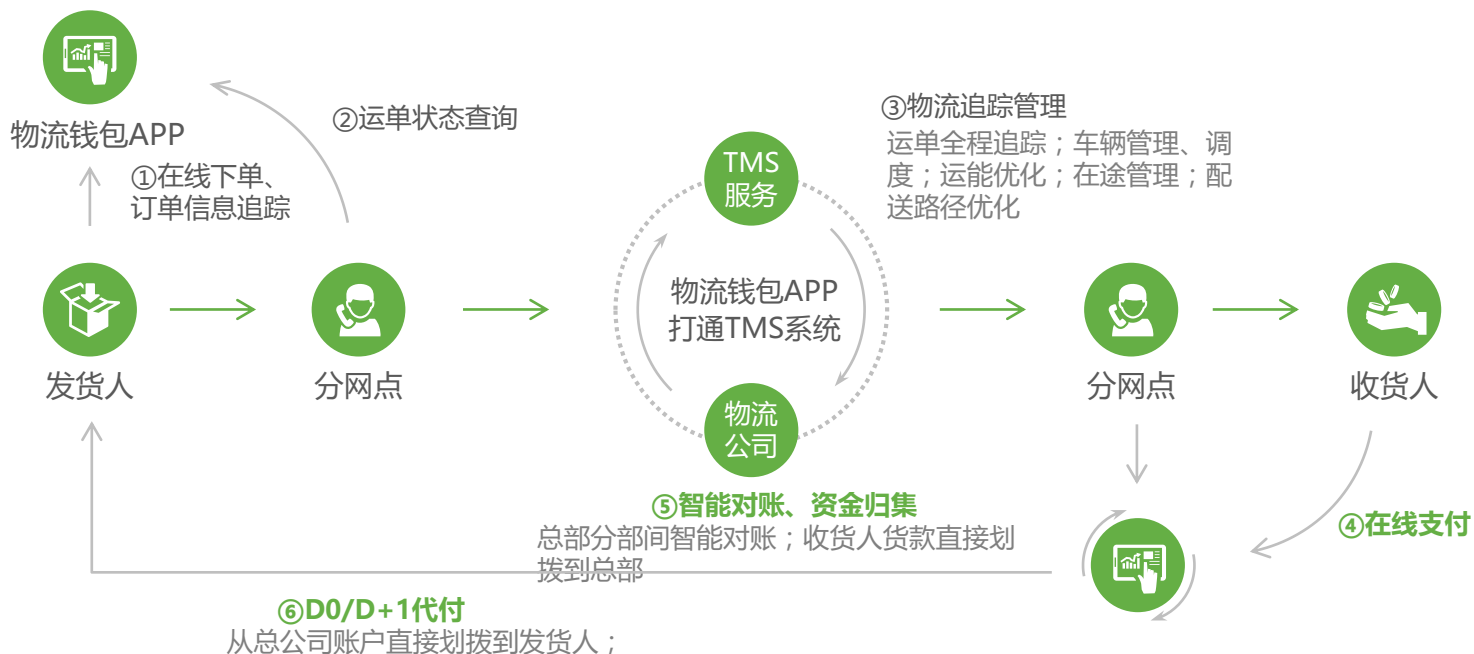 物流钱包APP
②运单状态查询
①在线下单、
订单信息追踪
TMS
服务
③物流追踪管理
运单全程追踪；车辆管理、调
度；运能优化；在途管理；配
送路径优化
物流钱包APP
打通TMS系统
发货人
分网点
分网点
收货人
物流
公司
⑤智能对账、资金归集
总部分部间智能对账；收货人货款直接划
拨到总部
④在线支付
⑥D0/D+1代付
从总公司账户直接划拨到发货人；